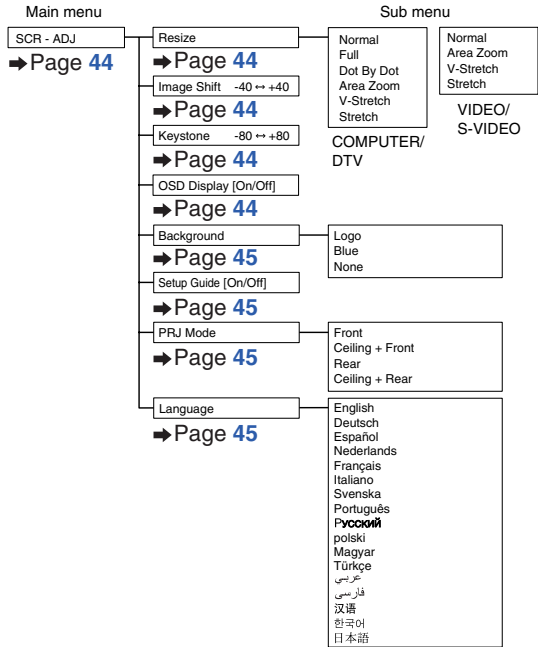 Main menu
Sub menu
SCR - ADJ
➡Page 44
Resize
➡Page 44
Normal
Full
Dot By Dot
Area Zoom
V-Stretch
Stretch
COMPUTER/
DTV
Normal
Area Zoom
V-Stretch
Stretch
VIDEO/
S-VIDEO
Image Shift -40 ↔ +40
➡Page 44
Keystone -80 ↔ +80
➡Page 44
OSD Display [On/Off]
➡Page 44
Background
➡Page 45
Logo
Blue
None
Setup Guide [On/Off]
➡Page 45
PRJ Mode
➡Page 45
Front
Ceiling + Front
Rear
Ceiling + Rear
Language
➡Page 45
English
Deutsch
Español
Nederlands
Français
Italiano
Svenska
Português
Русский
polski
Magyar
Türkçe
عربي
فارسی
汉语
한국어
日本語